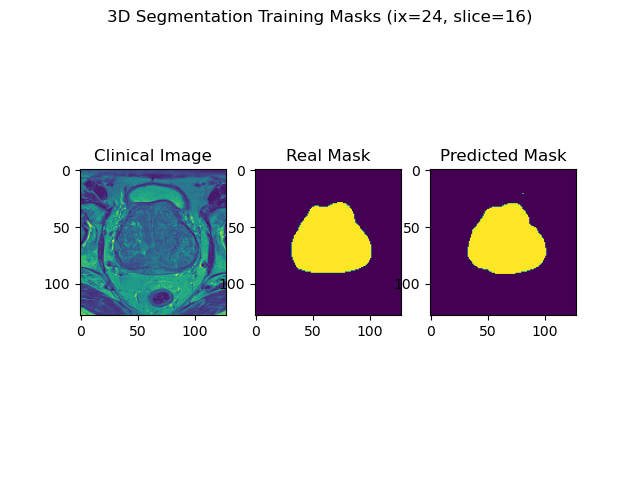 3D Segmentation Training Masks (ix=24, slice=16)
Clinical Image Real Mask Predicted Mask
0 0 0
50 50 50
100 100 100
0 50 100 0 50 100 0 50 100